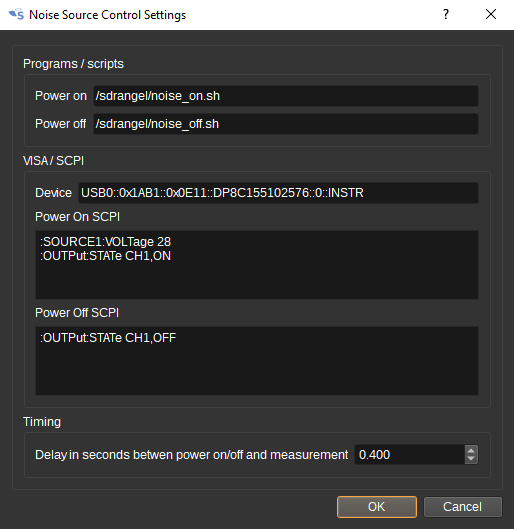 Noise Source Control Settings
Programs / scripts
Power on /sdrangel/noise_on.sh
Power off /sdrangel/noise_off.sh
VISA / SCPI
Device USB0::0x1AB1::0x0E11::DP8C155102576::0::INSTR
Power On SCPI
:SOURCE1:VOLTage 28
:OUTPut:STATe CH1,ON
Power Off SCPI
:OUTPut:STATe CH1,OFF
Timing
Delay in seconds betwen power on/off and measurement 0.400
OK Cancel